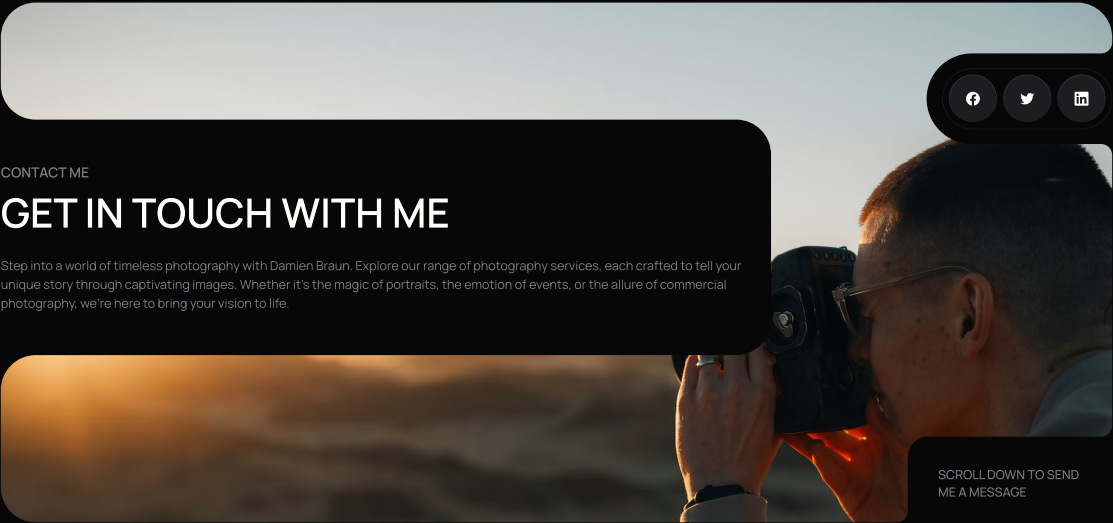 CONTACT ME
GET IN TOUCH WITH ME
Step into a world of timeless photography with Damien Braun. Explore our range of photography services, each crafted to tell your
unique story through captivating images. Whether it's the magic of portraits, the emotion of events, or the allure of commercial
photography, we're here to bring your vision to life.
SCROLL DOWN TO SEND
ME A MESSAGE